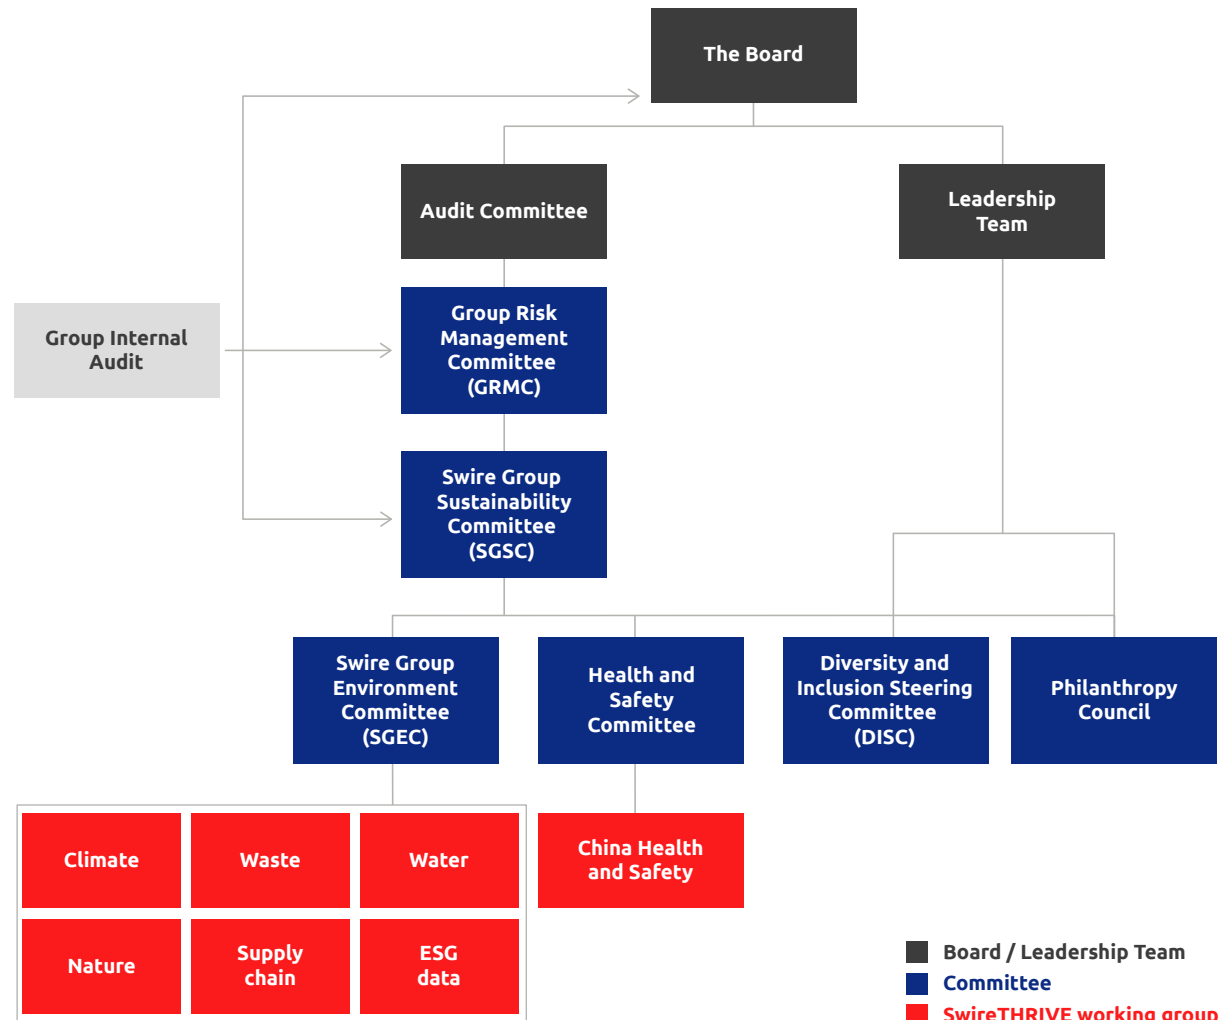 The Board
Audit Committee
Leadership
Team
Group Internal
Audit
Group Risk
Management
Committee
(GRMC)
Swire Group
Sustainability
Committee
(SGSC)
Swire Group
Environment
Committee
(SGEC)
Health and
Safety
Committee
Diversity and
Inclusion Steering
Committee
(DISC)
Philanthropy
Council
Climate
Waste
Water
China Health
and Safety
Nature
Supply
chain
ESG
data
Board / Leadership Team
Committee
SwireTHRIVE working group